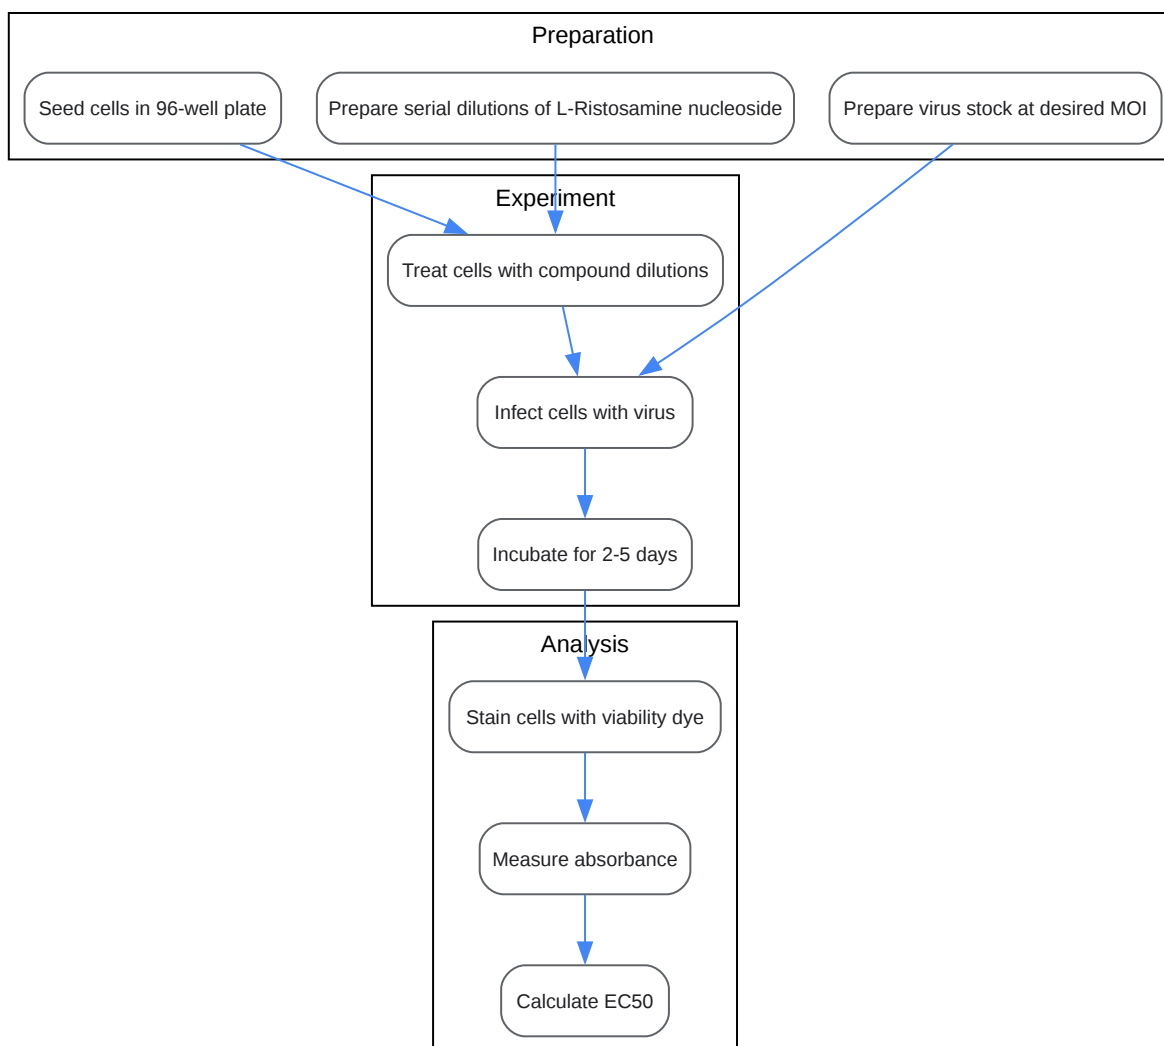 Preparation
Seed cells in 96-well plate
Prepare serial dilutions of L-Ristosamine nucleoside
Prepare virus stock at desired MOI
Experiment
Treat cells with compound dilutions
Infect cells with virus
Incubate for 2-5 days
Analysis
Stain cells with viability dye
Measure absorbance
Calculate EC50